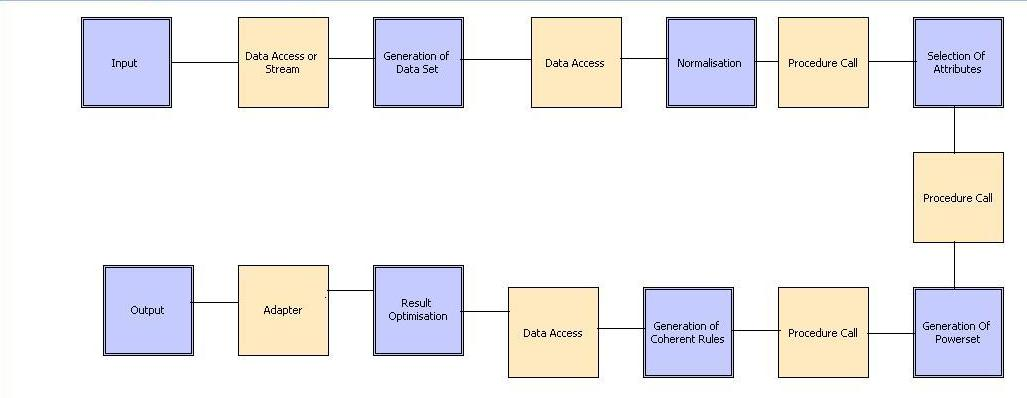 Input
Data Access or
Stream
Generation of
Data Set
Data Access
Normalisation
Procedure Call
Selection Of
Attributes
Procedure Call
Output
Adapter
Result
Optimisation
Data Access
Generation of
Coherent Rules
Procedure Call
Generation Of
Powerset